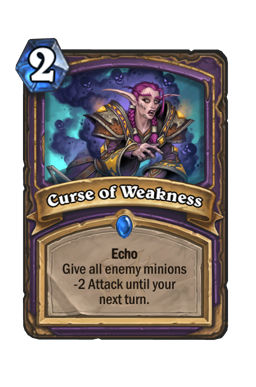 2
Curse of Weakness
Echo
Give all enemy minions
-2 Attack until your
next turn.